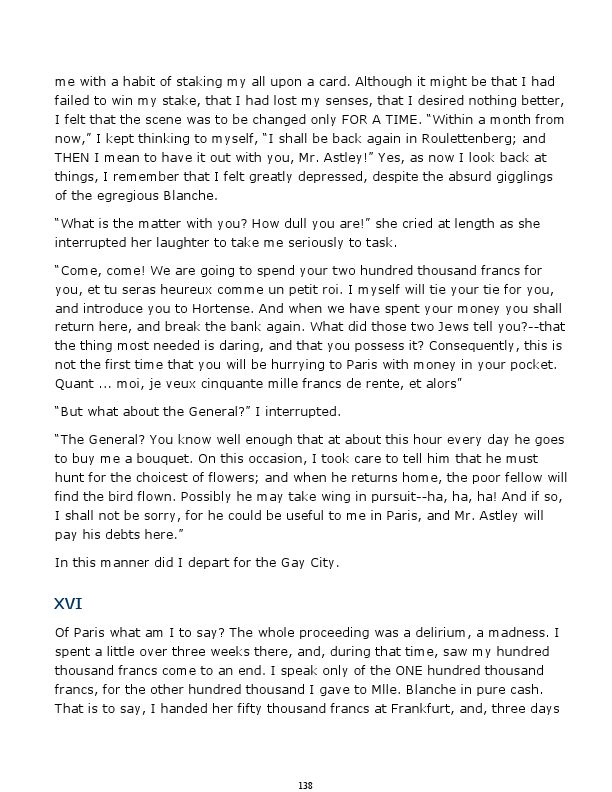 me with a habit of staking my all upon a card. Although it might be that I had
failed to win my stake, that I had lost my senses, that I desired nothing better,
I felt that the scene was to be changed only FOR A TIME. “Within a month from
now,” I kept thinking to myself, “I shall be back again in Roulettenberg; and
THEN I mean to have it out with you, Mr. Astley!” Yes, as now I look back at
things, I remember that I felt greatly depressed, despite the absurd gigglings
of the egregious Blanche.
“What is the matter with you? How dull you are!” she cried at length as she
interrupted her laughter to take me seriously to task.
“Come, come! We are going to spend your two hundred thousand francs for
you, et tu seras heureux comme un petit roi. I myself will tie your tie for you,
and introduce you to Hortense. And when we have spent your money you shall
return here, and break the bank again. What did those two Jews tell you?--that
the thing most needed is daring, and that you possess it? Consequently, this is
not the first time that you will be hurrying to Paris with money in your pocket.
Quant ... moi, je veux cinquante mille francs de rente, et alors”
“But what about the General?” I interrupted.
“The General? You know well enough that at about this hour every day he goes
to buy me a bouquet. On this occasion, I took care to tell him that he must
hunt for the choicest of flowers; and when he returns home, the poor fellow will
find the bird flown. Possibly he may take wing in pursuit--ha, ha, ha! And if so,
I shall not be sorry, for he could be useful to me in Paris, and Mr. Astley will
pay his debts here.”
In this manner did I depart for the Gay City.
XVI
Of Paris what am I to say? The whole proceeding was a delirium, a madness. I
spent a little over three weeks there, and, during that time, saw my hundred
thousand francs come to an end. I speak only of the ONE hundred thousand
francs, for the other hundred thousand I gave to Mlle. Blanche in pure cash.
That is to say, I handed her fifty thousand francs at Frankfurt, and, three days
138